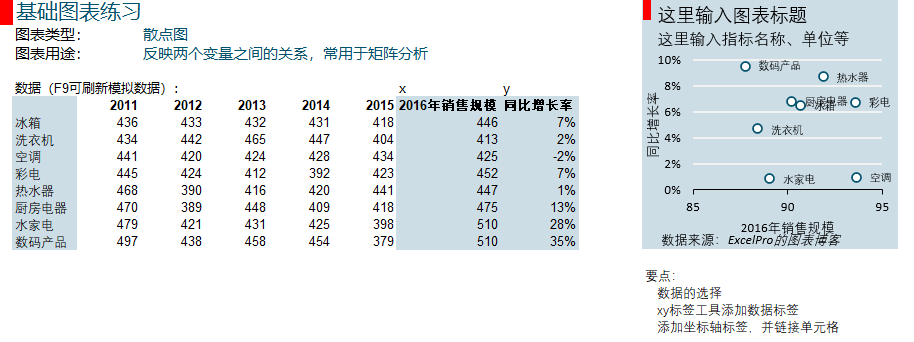 基础图表练习
图表类型： 散点图
图表用途： 反映两个变量之间的关系，常用于矩阵分析
数据（F9可刷新模拟数据）： x y
2011 2012 2013 2014 2015 2016年销售规模 同比增长率
冰箱 436 433 432 431 418 446 7%
洗衣机 434 442 465 447 404 413 2%
空调 441 420 424 428 434 425 -2%
彩电 445 424 412 392 423 452 7%
热水器 468 390 416 420 441 447 1%
厨房电器 470 389 448 409 418 475 13%
水家电 479 421 431 425 398 510 28%
数码产品 497 438 458 454 379 510 35%
这里输入图表标题
这里输入指标名称、单位等
10%
8%
6%
4%
2%
0%
同比增长率
数码产品
热水器
厨房电器
冰箱
彩电
洗衣机
水家电
空调
85 90 95
2016年销售规模
数据来源：ExcelPro的图表博客
要点：
数据的选择
xy标签工具添加数据标签
添加坐标轴标签，并链接单元格